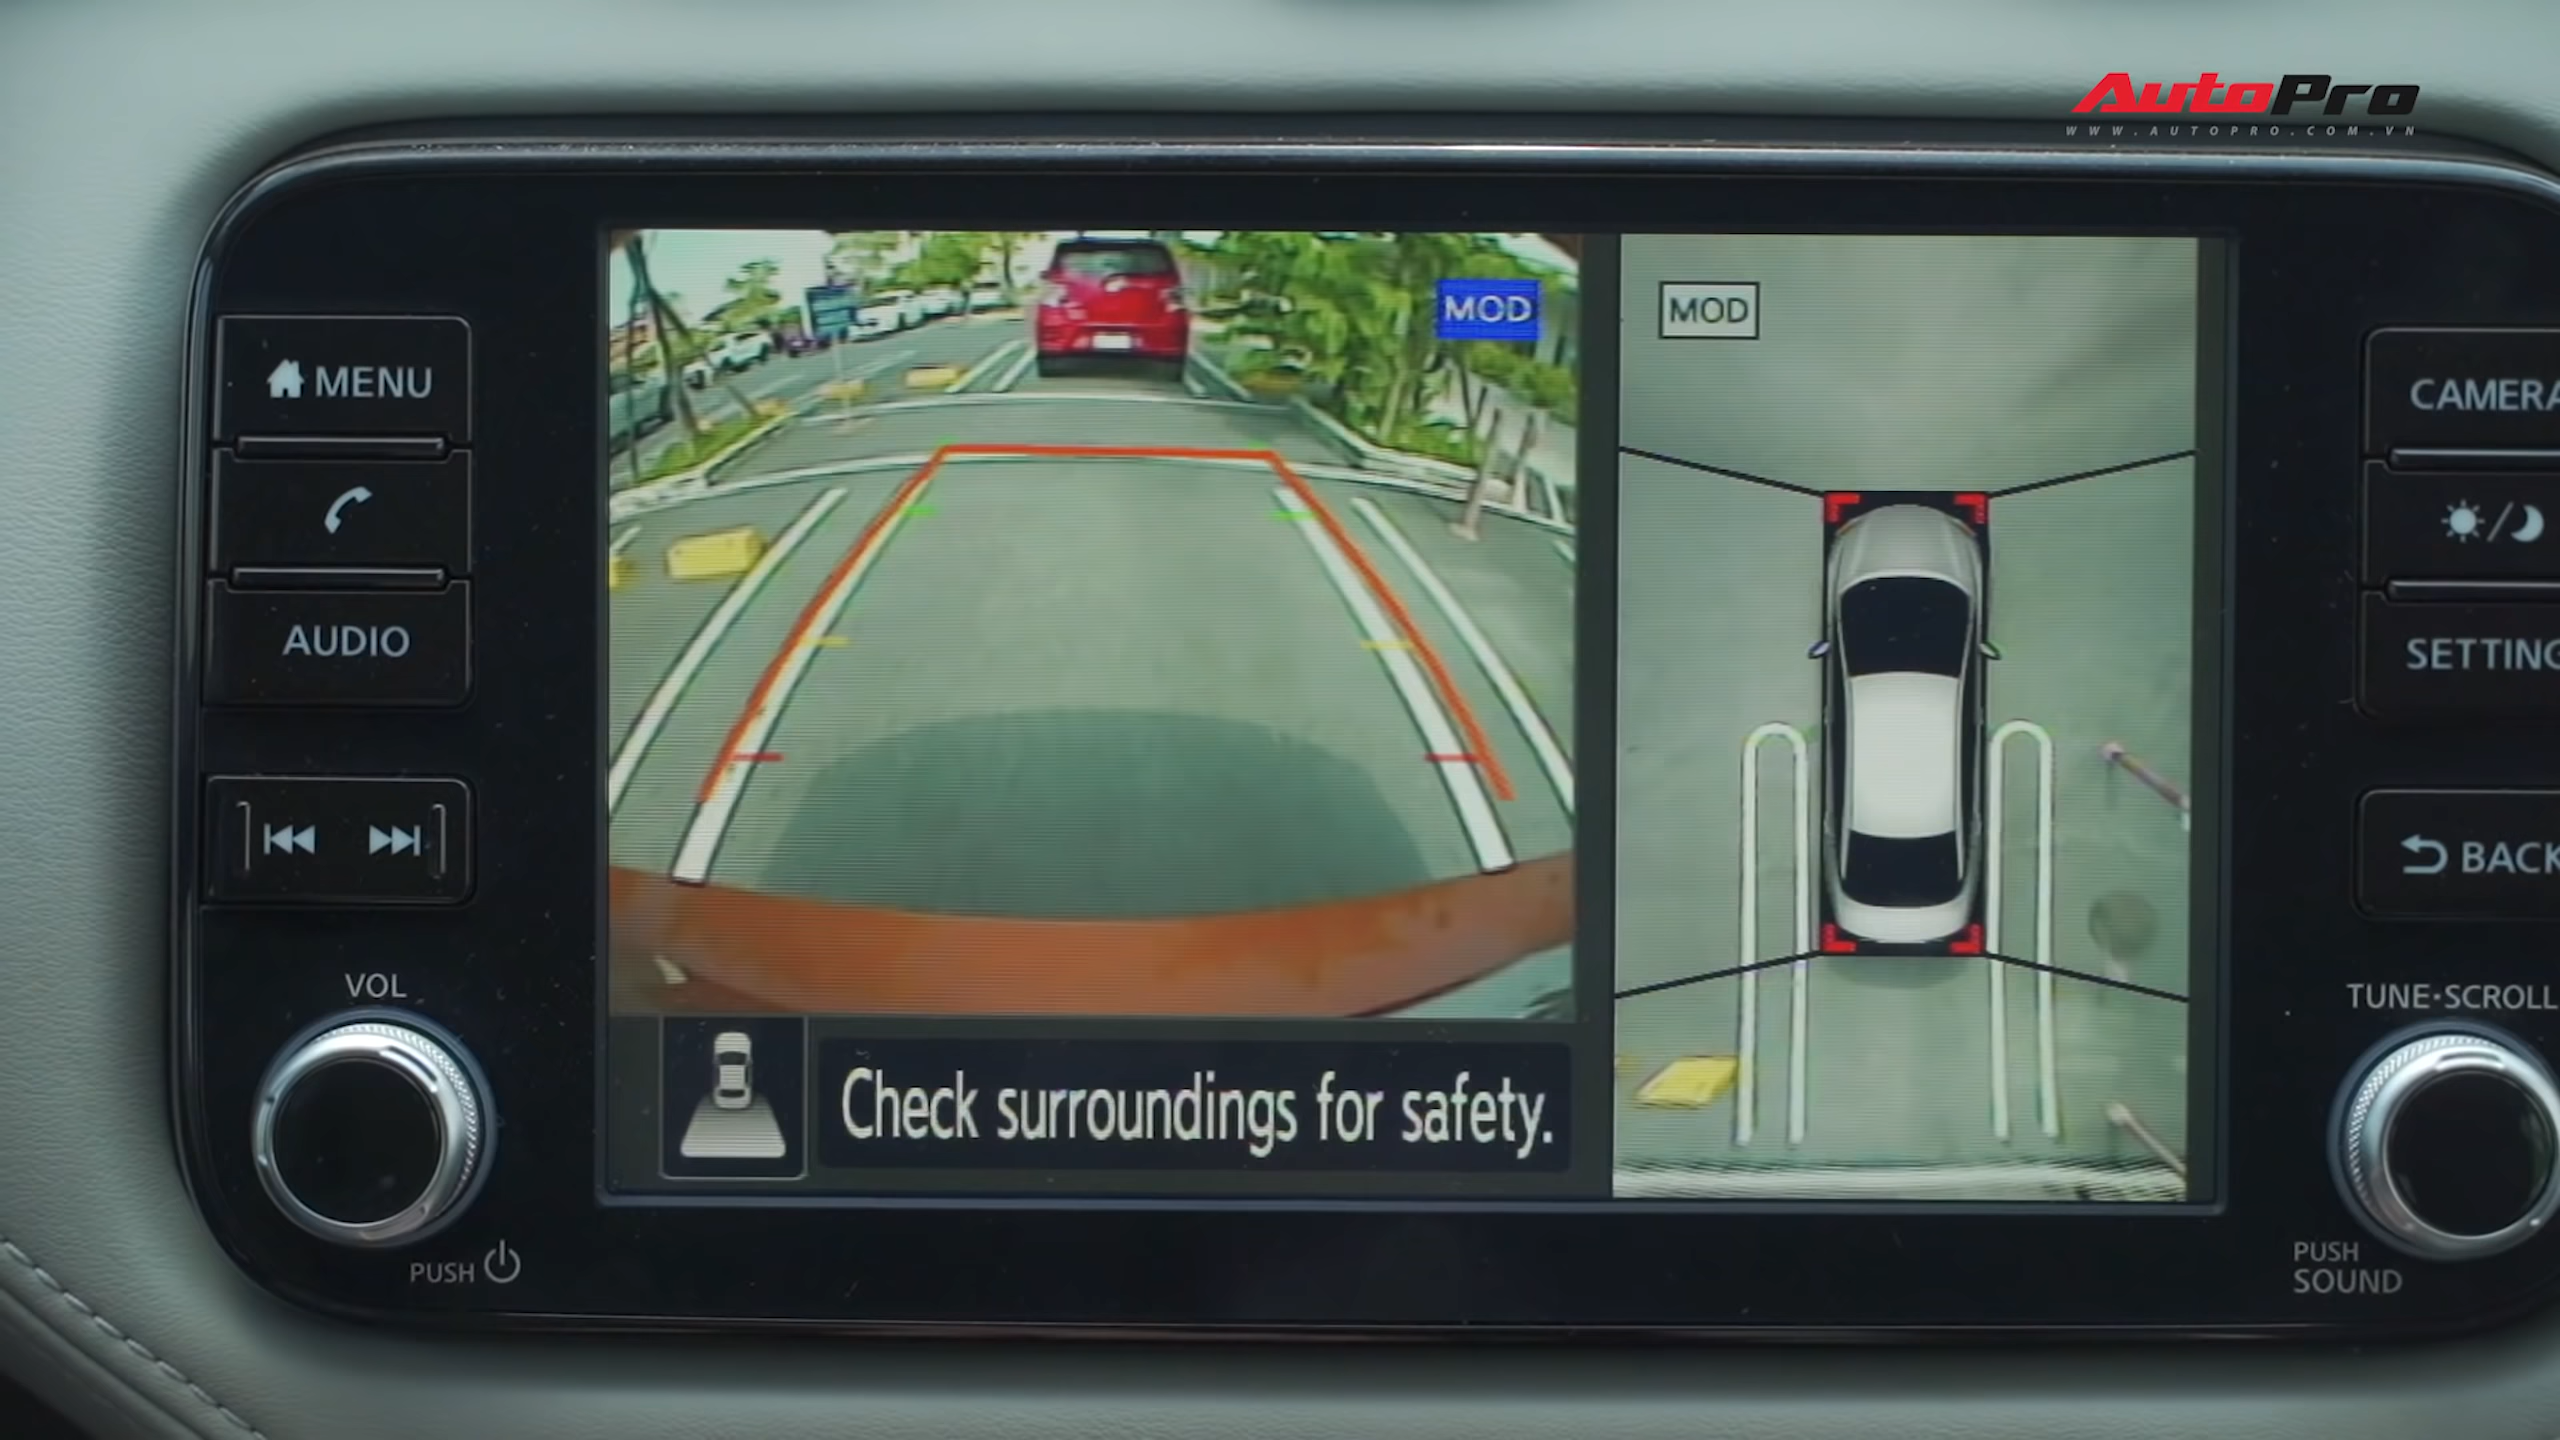 AutoPro
WWW.AUTOPRO.COM.VN
MENU
AUDIO
VOL
PUSH
MOD
MOD
Check surroundings for safety.
CAMERA
SETTING
BACK
TUNE·SCROLL
PUSH
SOUND